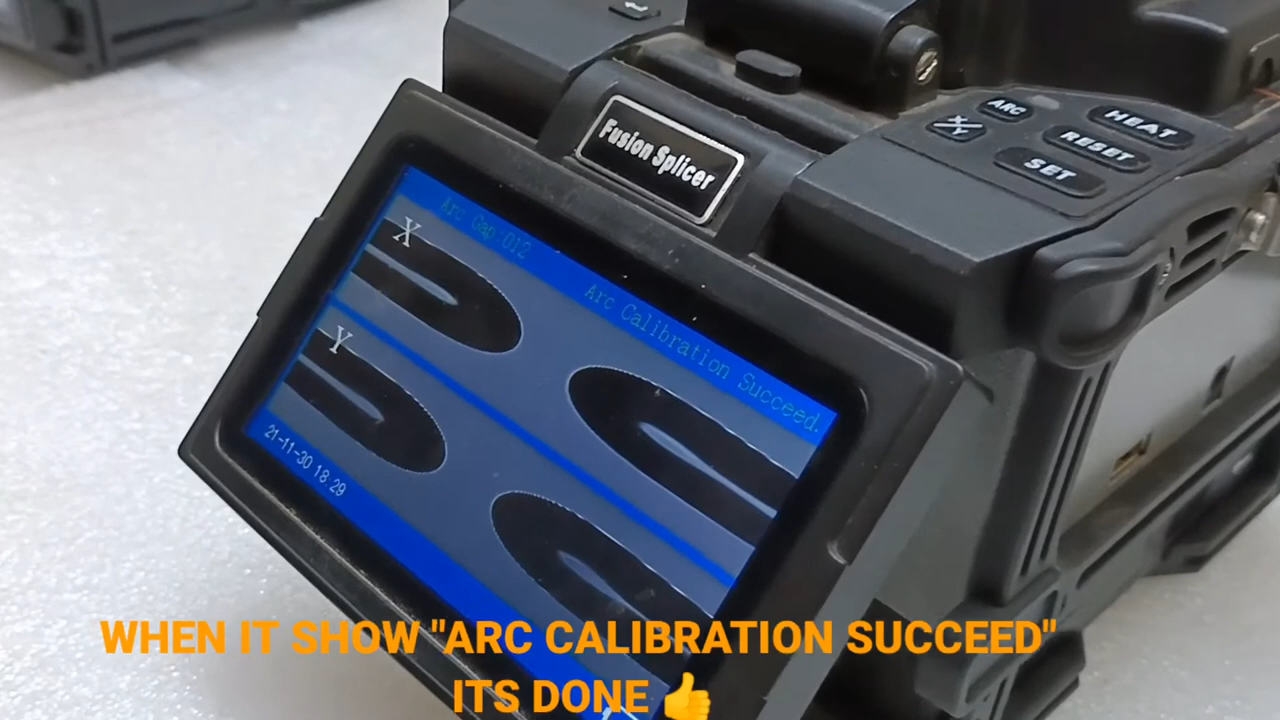 Fusion Splicer
ARC
X/Y
HEAT
RESET
SET
Arc Gap:012
Arc Calibration Succeed.
X
Y
21-11-30 18:29
WHEN IT SHOW "ARC CALIBRATION SUCCEED"
ITS DONE 👍